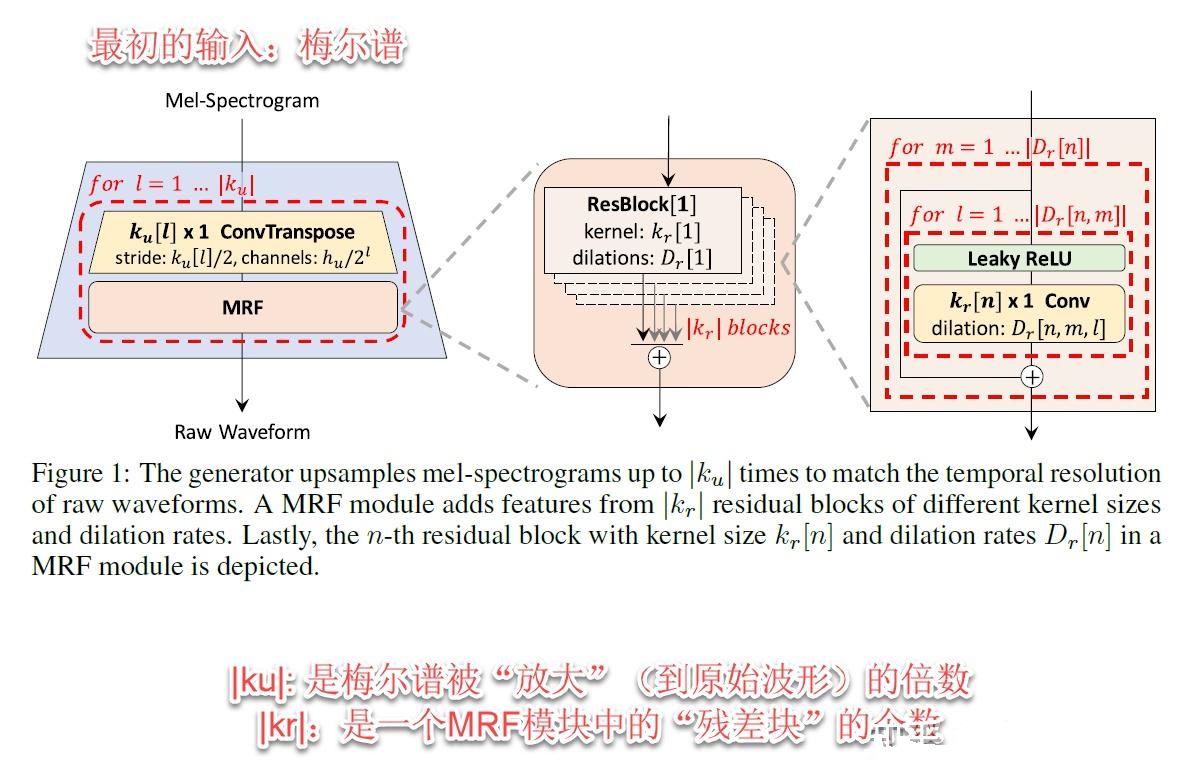 最初的输入：梅尔谱
Mel-Spectrogram
for l = 1 ... |k_u|
k_u[l] x 1 ConvTranspose
stride: k_u[l]/2, channels: h_u/2^l
MRF
Raw Waveform
ResBlock[1]
kernel: k_r[1]
dilations: D_r[1]
|k_r| blocks
+
for m = 1 ...|D_r[n]|
for l = 1 ...|D_r[n,m]|
Leaky ReLU
k_r[n] x 1 Conv
dilation: D_r[n, m, l]
+
Figure 1: The generator upsamples mel-spectrograms up to |k_u| times to match the temporal resolution
of raw waveforms. A MRF module adds features from |k_r| residual blocks of different kernel sizes
and dilation rates. Lastly, the n-th residual block with kernel size k_r[n] and dilation rates D_r[n] in a
MRF module is depicted.
|ku|: 是梅尔谱被“放大”（到原始波形）的倍数
|kr|：是一个MRF模块中的“残差块”的个数